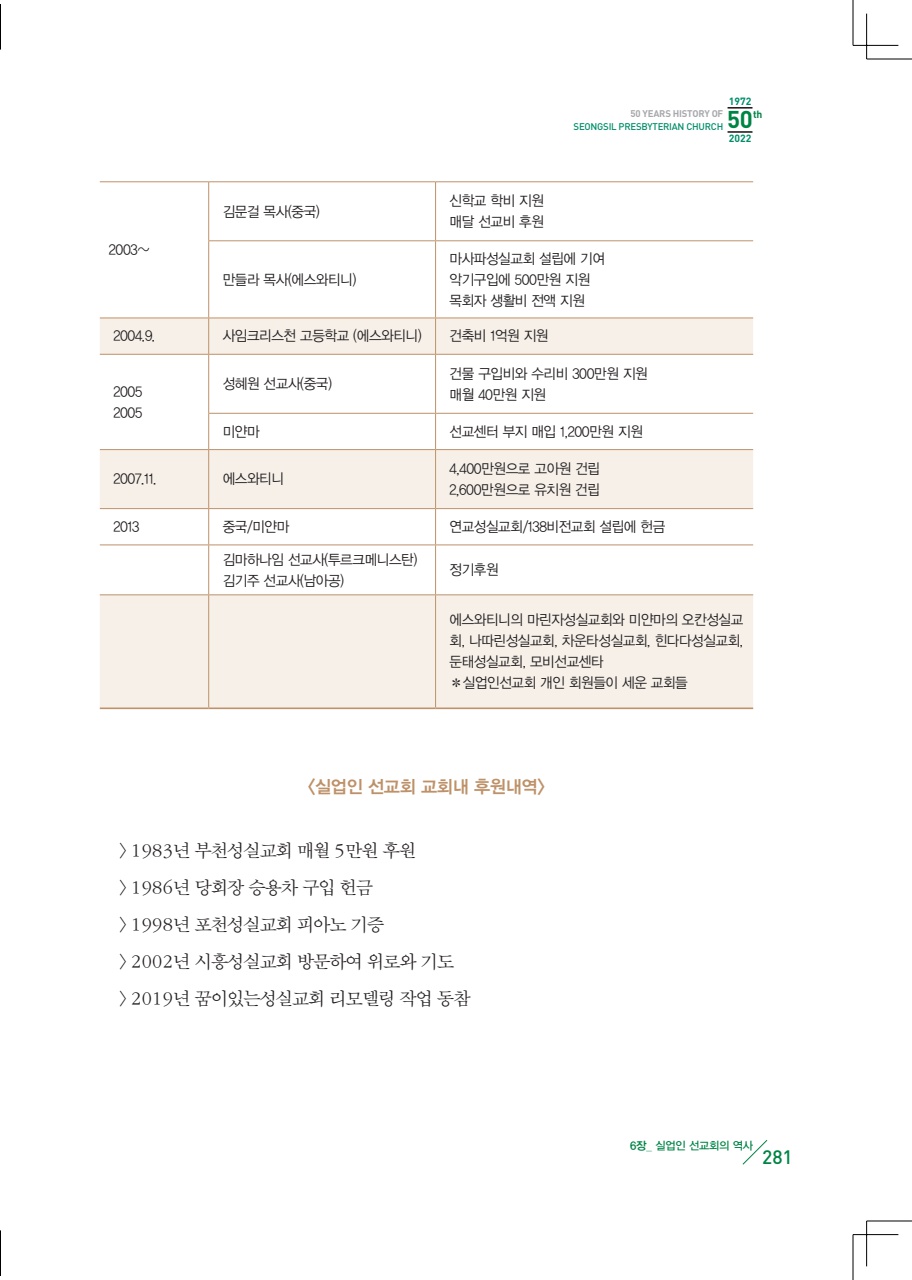 1972
50 YEARS HISTORY OF
SEONGSIL PRESBYTERIAN CHURCH
50th
2022
2003～
김문걸 목사(중국)
신학교 학비 지원
매달 선교비 후원
만들라 목사(에스와티니)
마사파성실교회 설립에 기여
악기구입에 500만원 지원
목회자 생활비 전액 지원
2004.9.
사임크리스천 고등학교 (에스와티니)
건축비 1억원 지원
2005
2005
성혜원 선교사(중국)
건물 구입비와 수리비 300만원 지원
매월 40만원 지원
미얀마
선교센터 부지 매입 1,200만원 지원
2007.11.
에스와티니
4,400만원으로 고아원 건립
2,600만원으로 유치원 건립
2013
중국/미얀마
연교성실교회/138비전교회 설립에 헌금
김마하나임 선교사(투르크메니스탄)
김기주 선교사(남아공)
정기후원
에스와티니의 마린자성실교회와 미얀마의 오칸성실교
회, 나따린성실교회, 차운타성실교회, 힌다다성실교회,
둔태성실교회, 모비선교센타
＊실업인선교회 개인 회원들이 세운 교회들
〈실업인 선교회 교회내 후원내역〉
〉1983년 부천성실교회 매월 5만원 후원
〉1986년 당회장 승용차 구입 헌금
〉1998년 포천성실교회 피아노 기증
〉2002년 시흥성실교회 방문하여 위로와 기도
〉2019년 꿈이있는성실교회 리모델링 작업 동참
6장_ 실업인 선교회의 역사
281